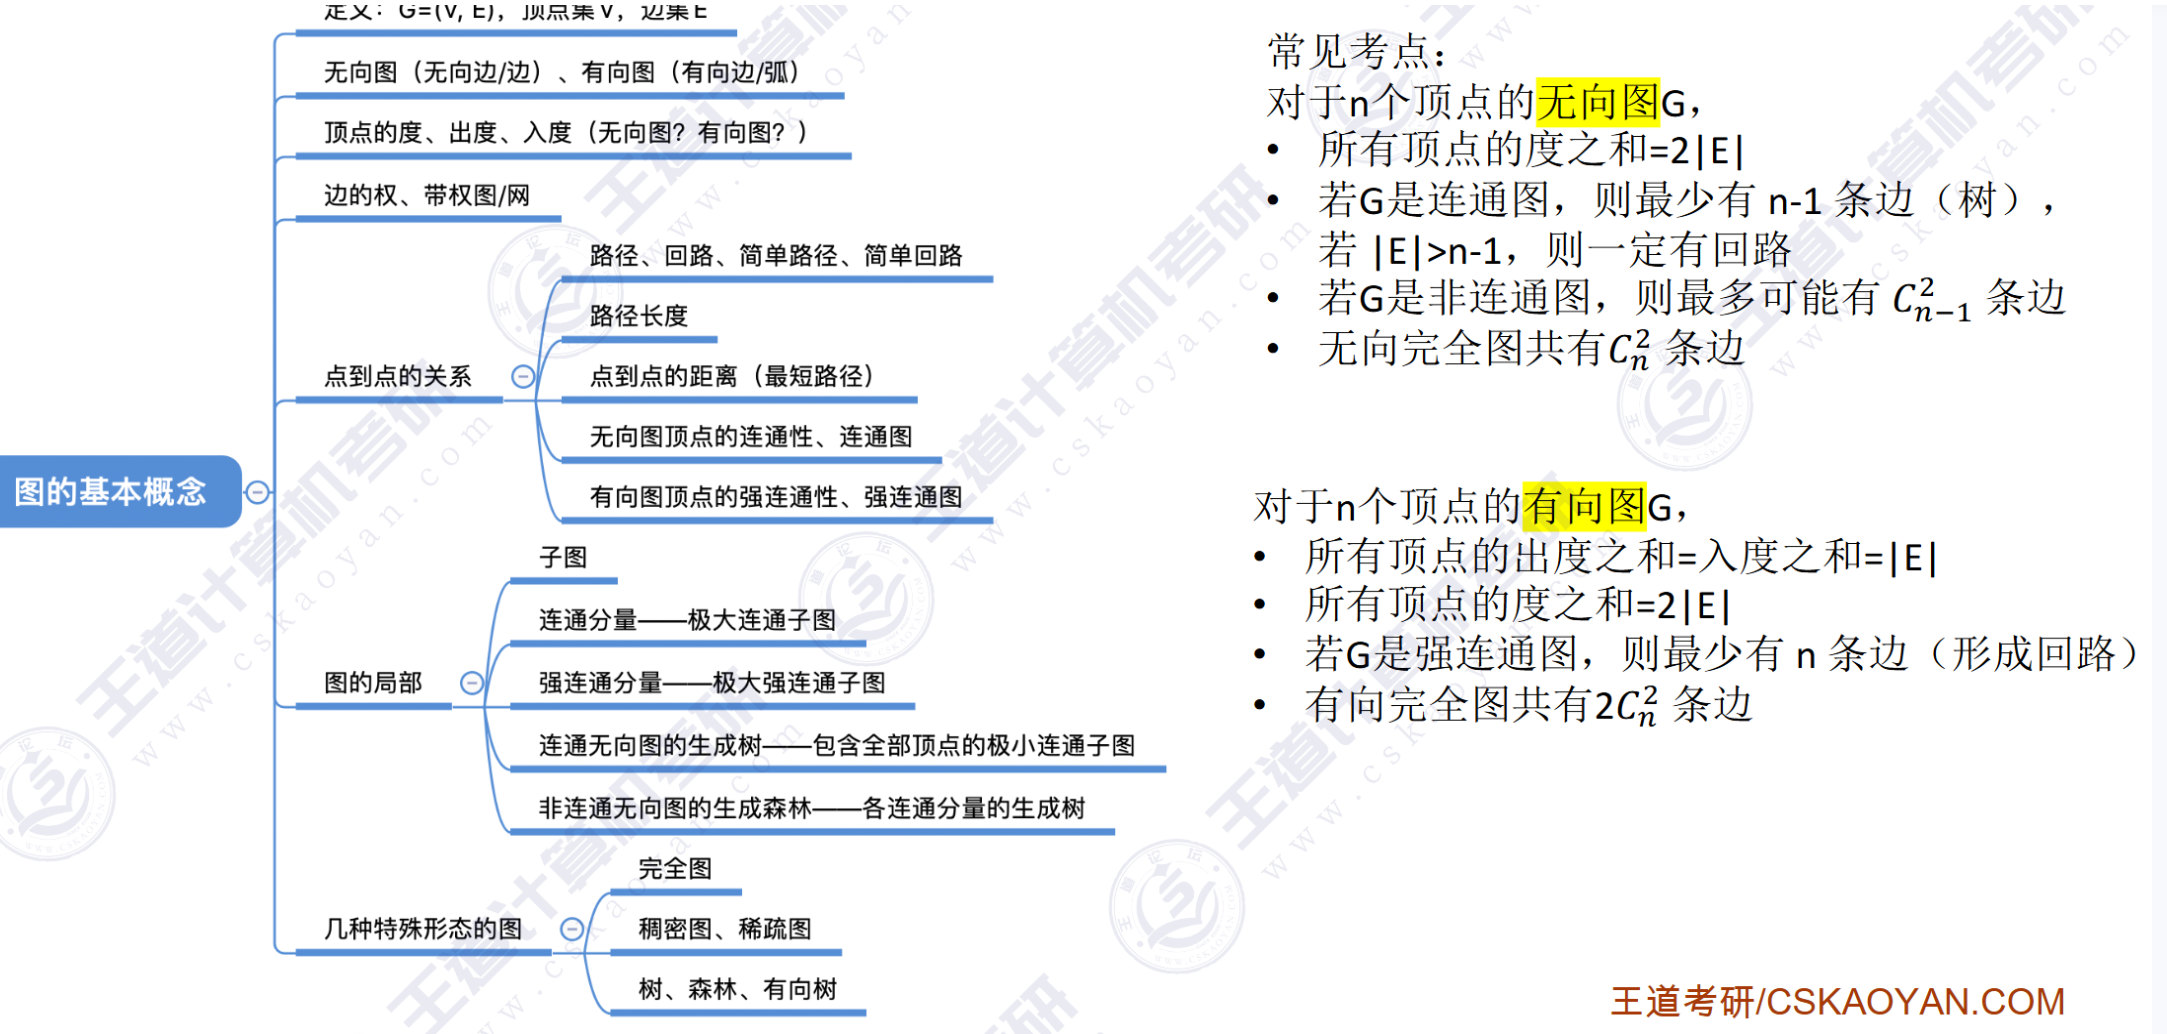 定义：G=(V, E)，顶点集 V，边集 E
无向图（无向边/边）、有向图（有向边/弧）
顶点的度、出度、入度（无向图？有向图？）
边的权、带权图/网
路径、回路、简单路径、简单回路
路径长度
点到点的关系
点到点的距离（最短路径）
无向图顶点的连通性、连通图
有向图顶点的强连通性、强连通图
图的基本概念
子图
连通分量——极大连通子图
图的局部
强连通分量——极大强连通子图
连通无向图的生成树——包含全部顶点的极小连通子图
非连通无向图的生成森林——各连通分量的生成树
完全图
几种特殊形态的图
稠密图、稀疏图
树、森林、有向树
常见考点：
对于n个顶点的无向图G，
• 所有顶点的度之和=2|E|
• 若G是连通图，则最少有 n-1 条边（树），
若 |E|>n-1，则一定有回路
• 若G是非连通图，则最多可能有 $C_{n-1}^{2}$ 条边
• 无向完全图共有$C_{n}^{2}$ 条边
对于n个顶点的有向图G，
• 所有顶点的出度之和=入度之和=|E|
• 所有顶点的度之和=2|E|
• 若G是强连通图，则最少有 n 条边（形成回路）
• 有向完全图共有2$C_{n}^{2}$ 条边
王道考研/CSKAOYAN.COM
王道计算机考研
www.cskaoyan.com